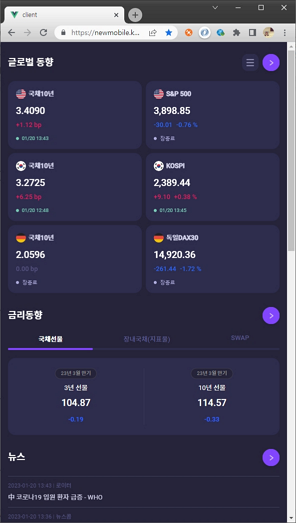 client
https://newmobile.k...
글로벌 동향
국채10년
3.4090
+1.12 bp
01/20 13:43
S&P 500
3,898.85
-30.01 -0.76 %
장종료
국채10년
3.2725
+6.25 bp
01/20 12:48
KOSPI
2,389.44
+9.10 +0.38 %
01/20 13:45
국채10년
2.0596
0.00 bp
장종료
독일DAX30
14,920.36
-261.44 -1.72 %
장종료
금리동향
국채선물
장내국채(지표물)
SWAP
23년 3월 만기
3년 선물
104.87
-0.19
23년 3월 만기
10년 선물
114.57
-0.33
뉴스
2023-01-20 13:43 | 로이터
中 코로나19 입원 환자 급증 - WHO
2023-01-20 13:36 | 뉴스핌